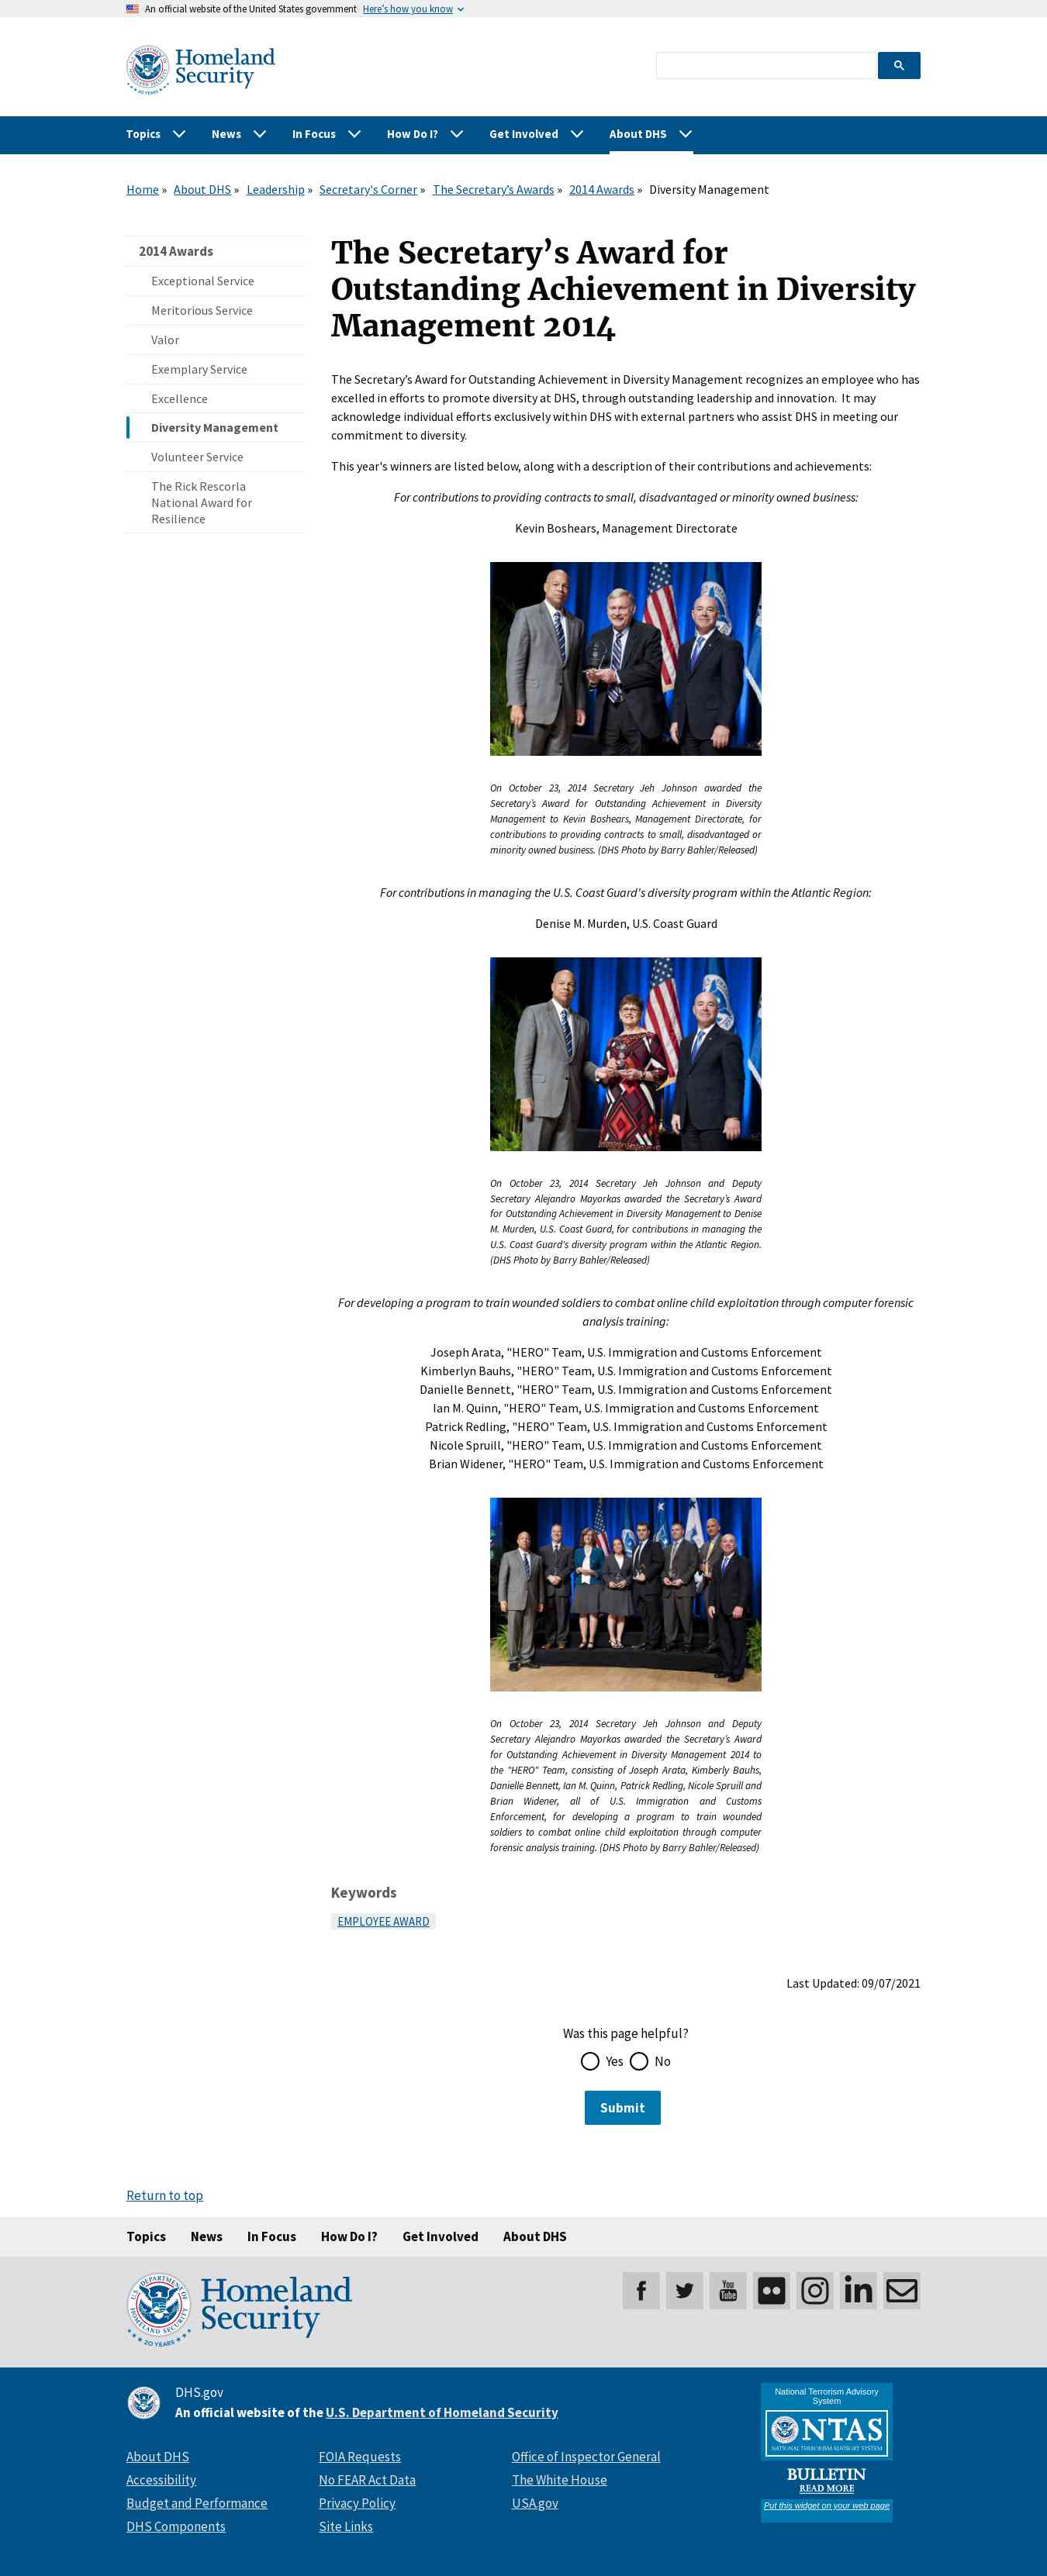 An official website of the United States government Here's how you know
Homeland
Security
Topics News In Focus How Do I? Get Involved About DHS
Home » About DHS » Leadership » Secretary's Corner » The Secretary's Awards » 2014 Awards » Diversity Management
2014 Awards
Exceptional Service
Meritorious Service
Valor
Exemplary Service
Excellence
Diversity Management
Volunteer Service
The Rick Rescorla
National Award for
Resilience
The Secretary's Award for
Outstanding Achievement in Diversity
Management 2014
The Secretary's Award for Outstanding Achievement in Diversity Management recognizes an employee who has
excelled in efforts to promote diversity at DHS, through outstanding leadership and innovation.  It may
acknowledge individual efforts exclusively within DHS with external partners who assist DHS in meeting our
commitment to diversity.
This year's winners are listed below, along with a description of their contributions and achievements:
For contributions to providing contracts to small, disadvantaged or minority owned business:
Kevin Boshears, Management Directorate
On October 23, 2014 Secretary Jeh Johnson awarded the
Secretary's Award for Outstanding Achievement in Diversity
Management to Kevin Boshears, Management Directorate, for
contributions to providing contracts to small, disadvantaged or
minority owned business. (DHS Photo by Barry Bahler/Released)
For contributions in managing the U.S. Coast Guard's diversity program within the Atlantic Region:
Denise M. Murden, U.S. Coast Guard
On October 23, 2014 Secretary Jeh Johnson and Deputy
Secretary Alejandro Mayorkas awarded the Secretary's Award
for Outstanding Achievement in Diversity Management to Denise
M. Murden, U.S. Coast Guard, for contributions in managing the
U.S. Coast Guard's diversity program within the Atlantic Region.
(DHS Photo by Barry Bahler/Released)
For developing a program to train wounded soldiers to combat online child exploitation through computer forensic
analysis training:
Joseph Arata, "HERO" Team, U.S. Immigration and Customs Enforcement
Kimberlyn Bauhs, "HERO" Team, U.S. Immigration and Customs Enforcement
Danielle Bennett, "HERO" Team, U.S. Immigration and Customs Enforcement
Ian M. Quinn, "HERO" Team, U.S. Immigration and Customs Enforcement
Patrick Redling, "HERO" Team, U.S. Immigration and Customs Enforcement
Nicole Spruill, "HERO" Team, U.S. Immigration and Customs Enforcement
Brian Widener, "HERO" Team, U.S. Immigration and Customs Enforcement
On October 23, 2014 Secretary Jeh Johnson and Deputy
Secretary Alejandro Mayorkas awarded the Secretary's Award
for Outstanding Achievement in Diversity Management 2014 to
the "HERO" Team, consisting of Joseph Arata, Kimberly Bauhs,
Danielle Bennett, Ian M. Quinn, Patrick Redling, Nicole Spruill and
Brian Widener, all of U.S. Immigration and Customs
Enforcement, for developing a program to train wounded
soldiers to combat online child exploitation through computer
forensic analysis training. (DHS Photo by Barry Bahler/Released)
Keywords
EMPLOYEE AWARD
Last Updated: 09/07/2021
Was this page helpful?
Yes No
Submit
Return to top
Topics News In Focus How Do I? Get Involved About DHS
Homeland
Security
20 YEARS
You
Tube
DHS.gov
An official website of the U.S. Department of Homeland Security
About DHS
Accessibility
Budget and Performance
DHS Components
FOIA Requests
No FEAR Act Data
Privacy Policy
Site Links
Office of Inspector General
The White House
USA.gov
National Terrorism Advisory
System
NTAS
NATIONAL TERRORISM ADVISORY SYSTEM
BULLETIN
READ MORE
Put this widget on your web page